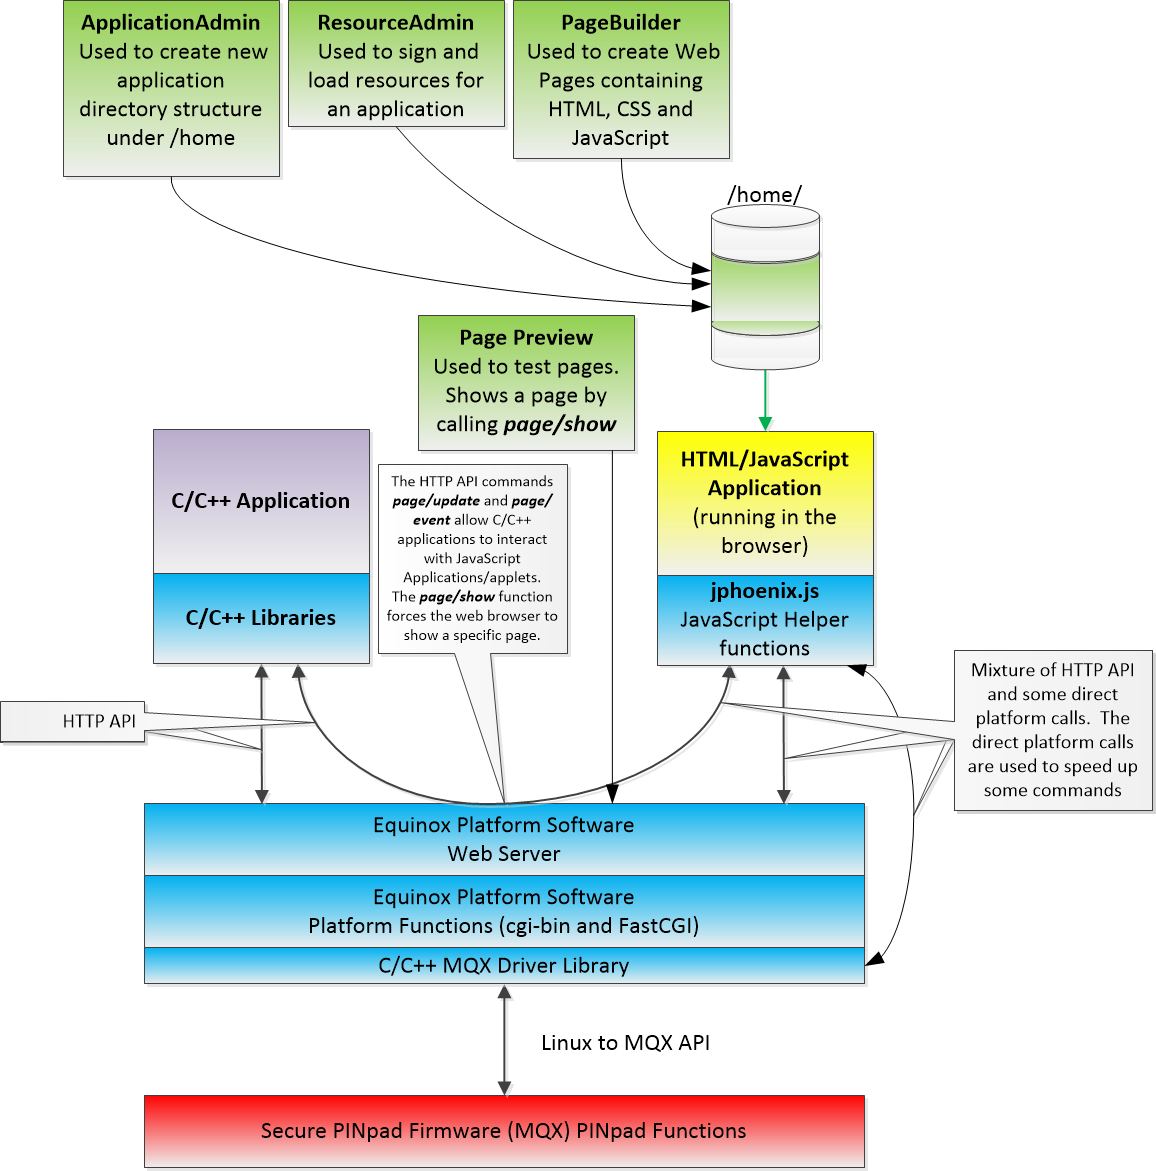 ApplicationAdmin
Used to create new
application
directory structure
under /home
ResourceAdmin
Used to sign and
load resources for
an application
PageBuilder
Used to create Web
Pages containing
HTML, CSS and
JavaScript
/home/
Page Preview
Used to test pages.
Shows a page by
calling page/show
C/C++ Application
C/C++ Libraries
The HTTP API commands
page/update and page/
event allow C/C++
applications to interact
with JavaScript
Applications/applets.
The page/show function
forces the web browser to
show a specific page.
HTML/JavaScript
Application
(running in the
browser)
jphoenix.js
JavaScript Helper
functions
HTTP API
Mixture of HTTP API
and some direct
platform calls. The
direct platform calls
are used to speed up
some commands
Equinox Platform Software
Web Server
Equinox Platform Software
Platform Functions (cgi-bin and FastCGI)
C/C++ MQX Driver Library
Linux to MQX API
Secure PINpad Firmware (MQX) PINpad Functions